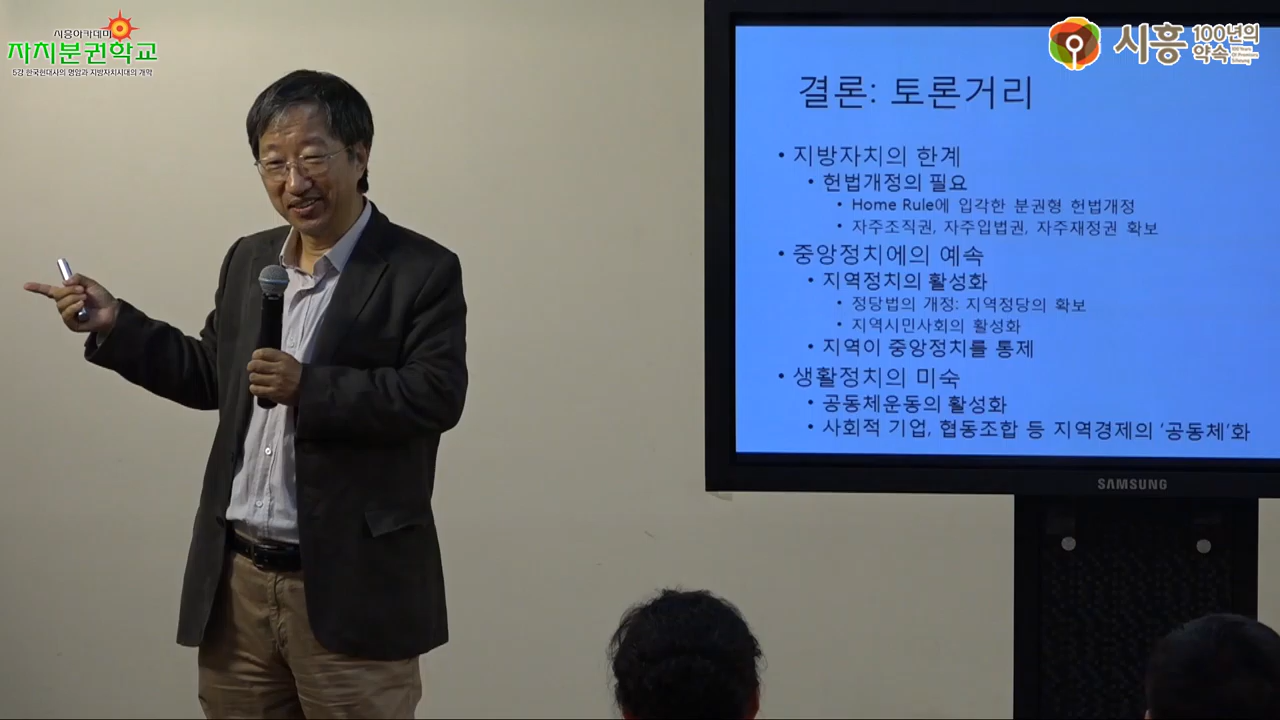 시흥아카데미
자치분권학교
5강 한국현대사의 명암과 지방자치시대의 개막
시흥 100년의 약속
결론: 토론거리
• 지방자치의 한계
• 헌법개정의 필요
• Home Rule에 입각한 분권형 헌법개정
• 자주조직권, 자주입법권, 자주재정권 확보
• 중앙정치에의 예속
• 지역정치의 활성화
• 정당법의 개정: 지역정당의 확보
• 지역시민사회의 활성화
• 지역이 중앙정치를 통제
• 생활정치의 미숙
• 공동체운동의 활성화
• 사회적 기업, 협동조합 등 지역경제의 '공동체'화
SAMSUNG